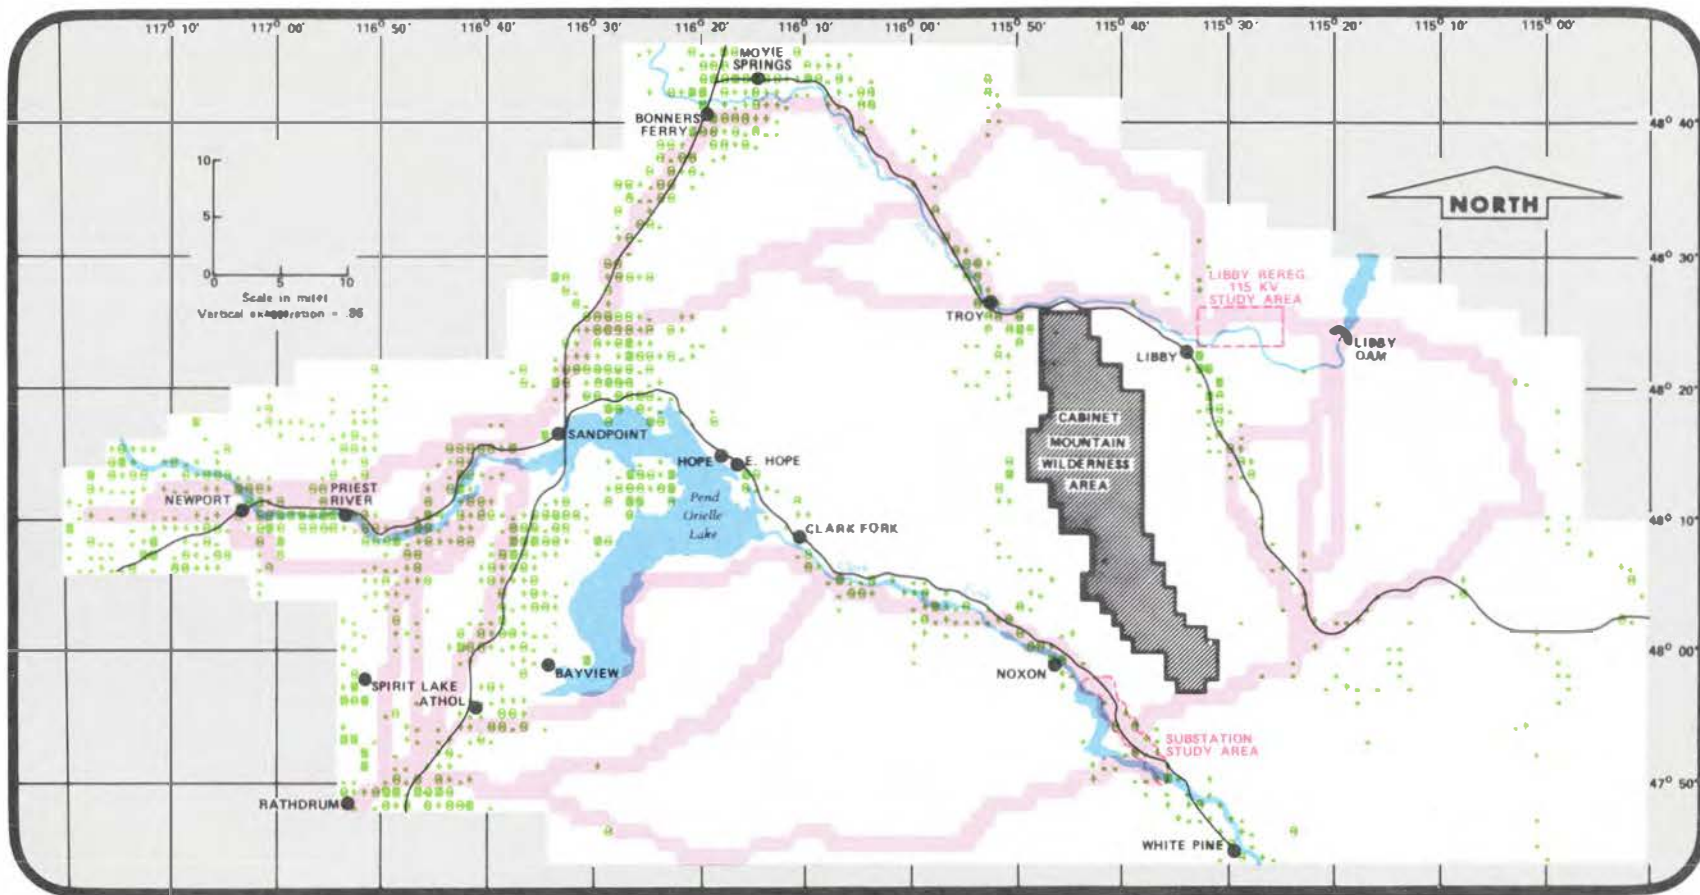 117° 10' 117° 00' 116° 50' 116° 40' 116° 30' 116° 20' 116° 10' 116° 00' 115° 50' 115° 40' 115° 30' 115° 20' 115° 10' 115° 00'
MOYIE
SPRINGS
BONNERS
FERRY
48° 40'
10
5
0
0 5 10
Scale in miles
Vertical exaggeration = .96
NORTH
48° 30'
LIBBY REREG.
115 KV
STUDY AREA
TROY
LIBBY
LIBBY
DAM
48° 20'
CABINET
MOUNTAIN
WILDERNESS
AREA
SANDPOINT
HOPE
E. HOPE
Pend
Orielle
Lake
NEWPORT
PRIEST
RIVER
48° 10'
CLARK FORK
48° 00'
BAYVIEW
SPIRIT LAKE
ATHOL
NOXON
SUBSTATION
STUDY AREA
47° 50'
RATHDRUM
WHITE PINE